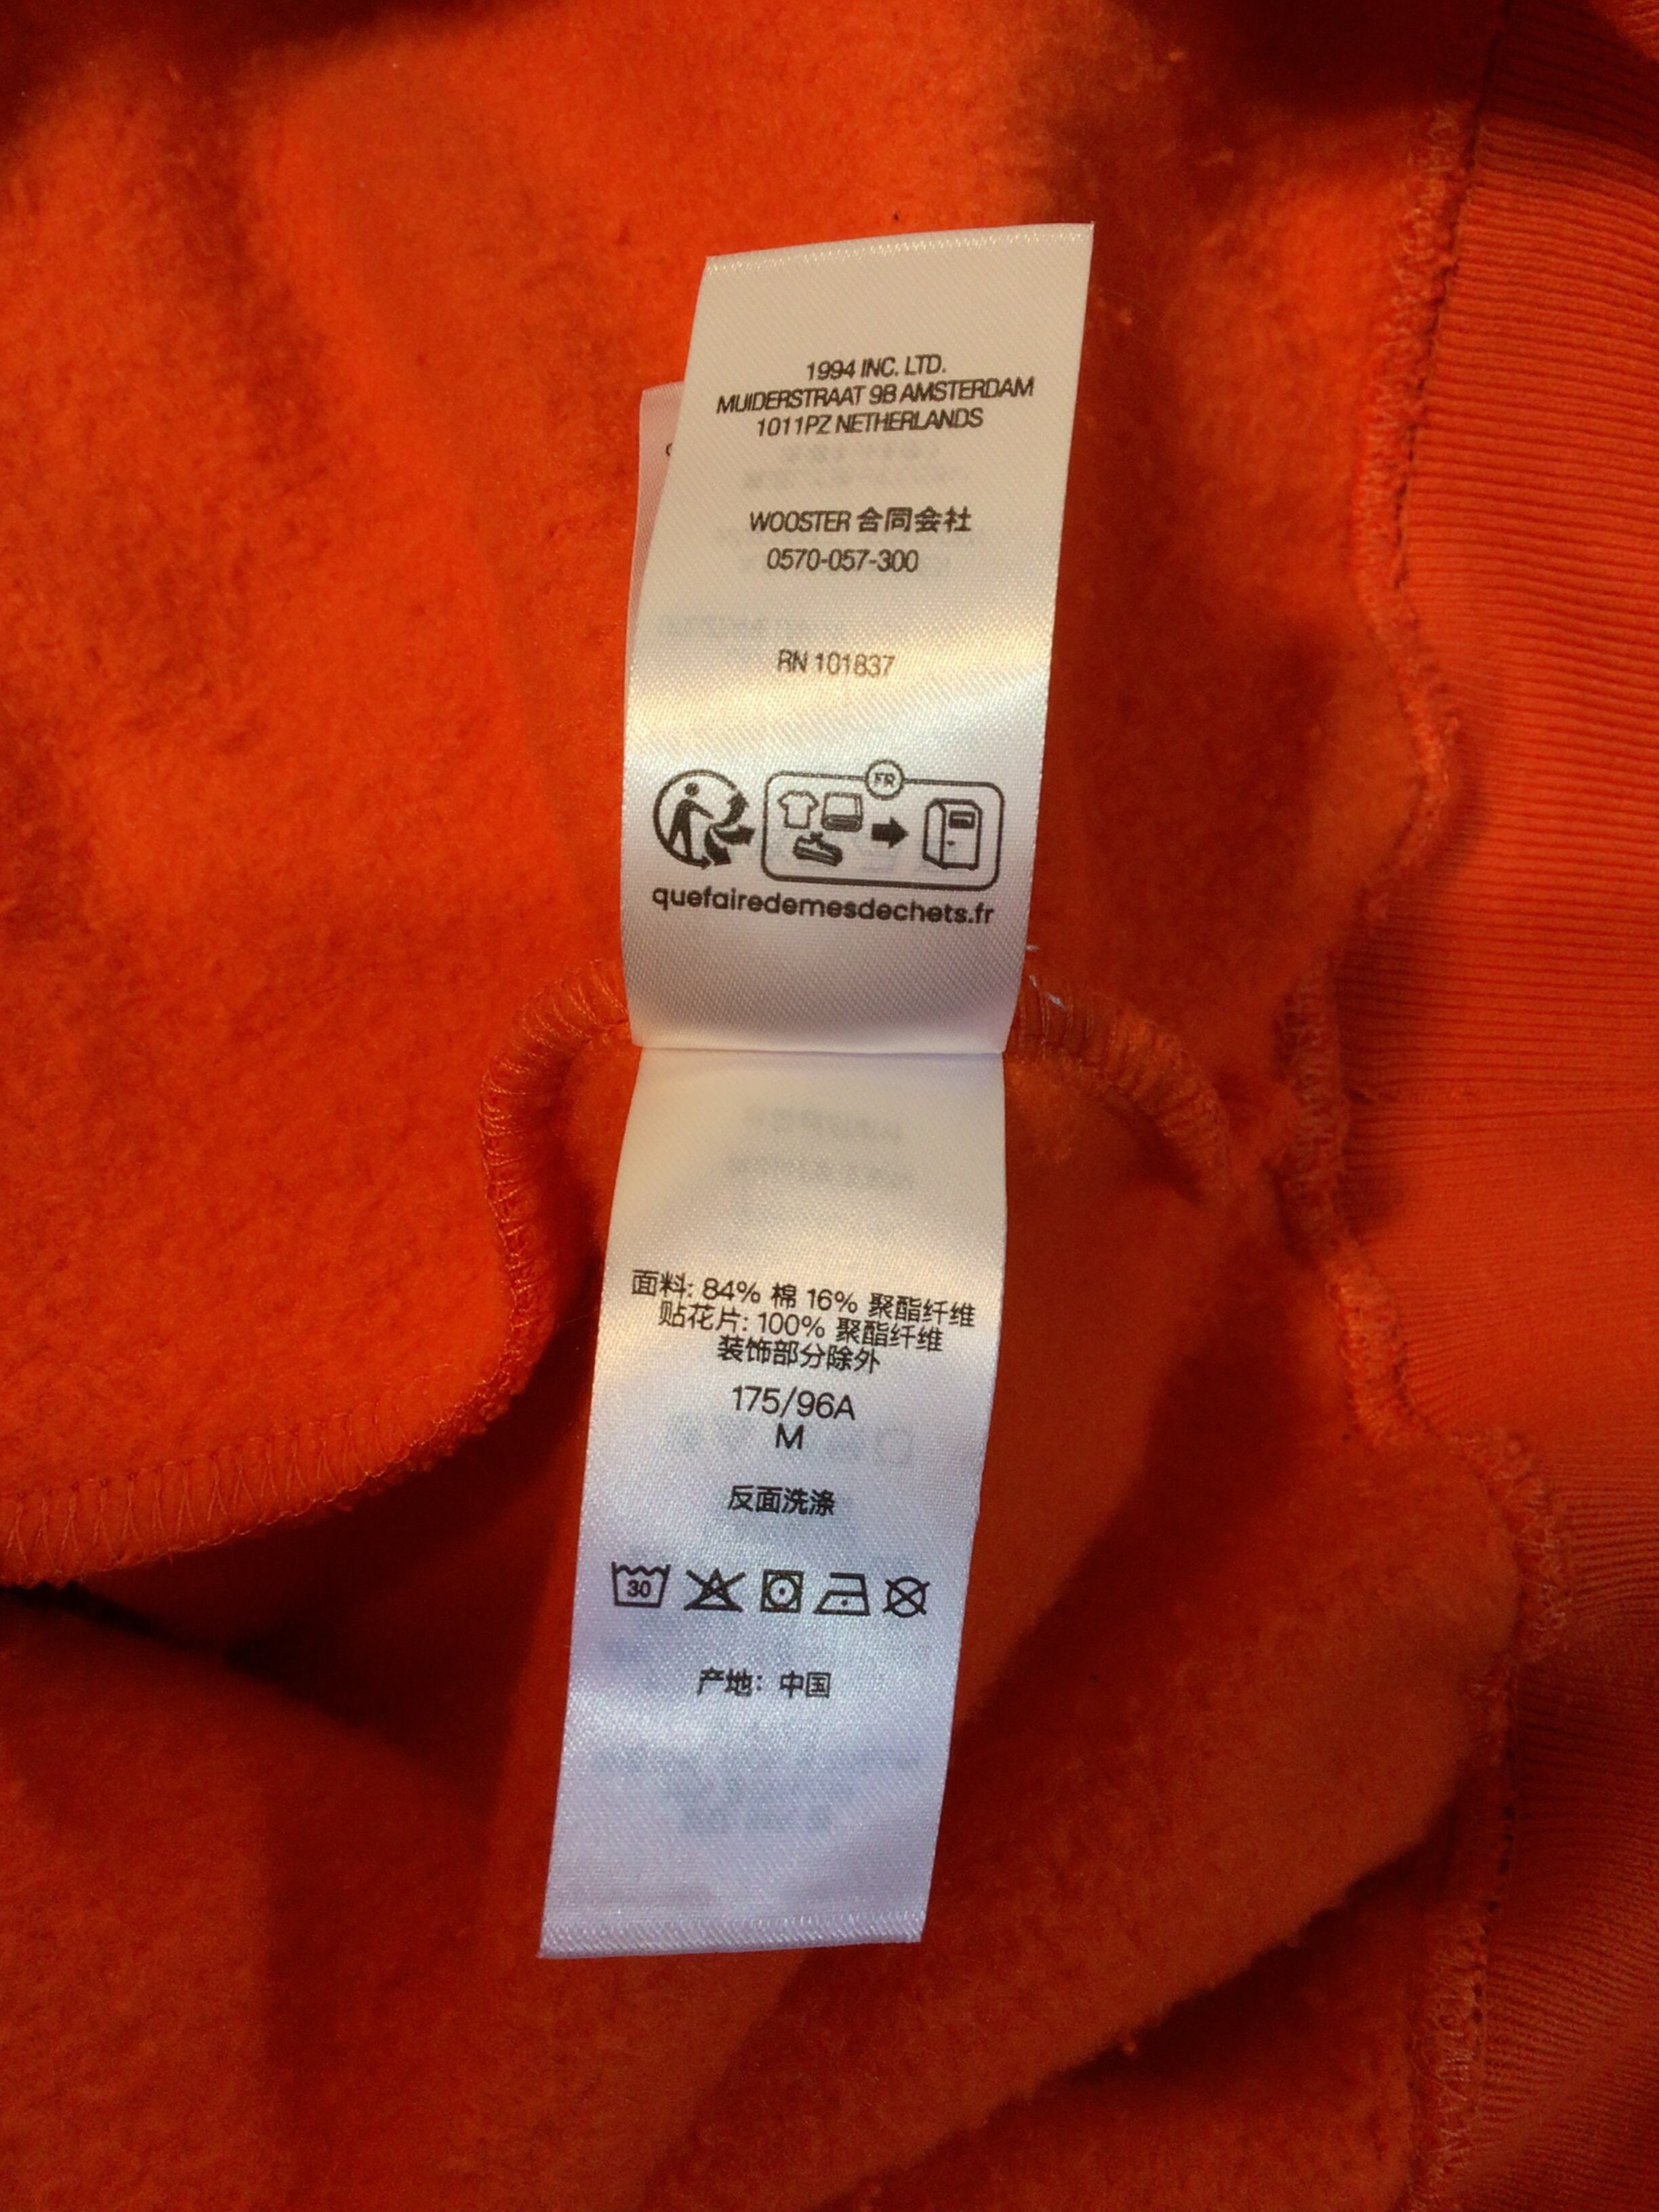 1994 INC. LTD.
MUIDERSTRAAT 9B AMSTERDAM
1011PZ NETHERLANDS
WOOSTER 合同会社
0570-057-300
RN 101837
FR
quefairedemesdechets.fr
面料: 84% 棉 16% 聚酯纤维
贴花片: 100% 聚酯纤维
装饰部分除外
175/96A
M
反面洗涤
30
产地: 中国